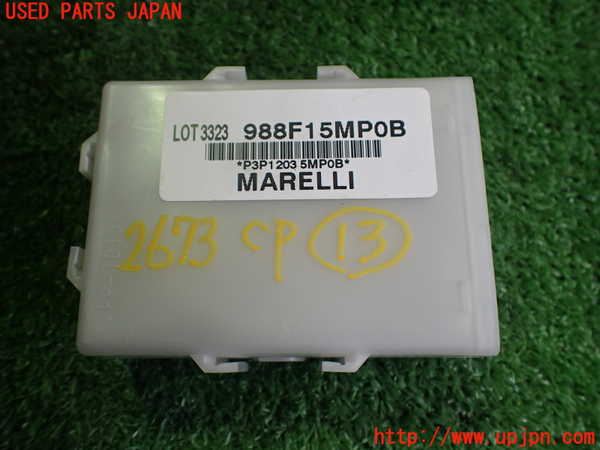 USED PARTS JAPAN
LOT 3323 988F15MP0B
*P3P1203 5MP0B*
MARELLI
2673 CP 13
http://www.upjpn.com/